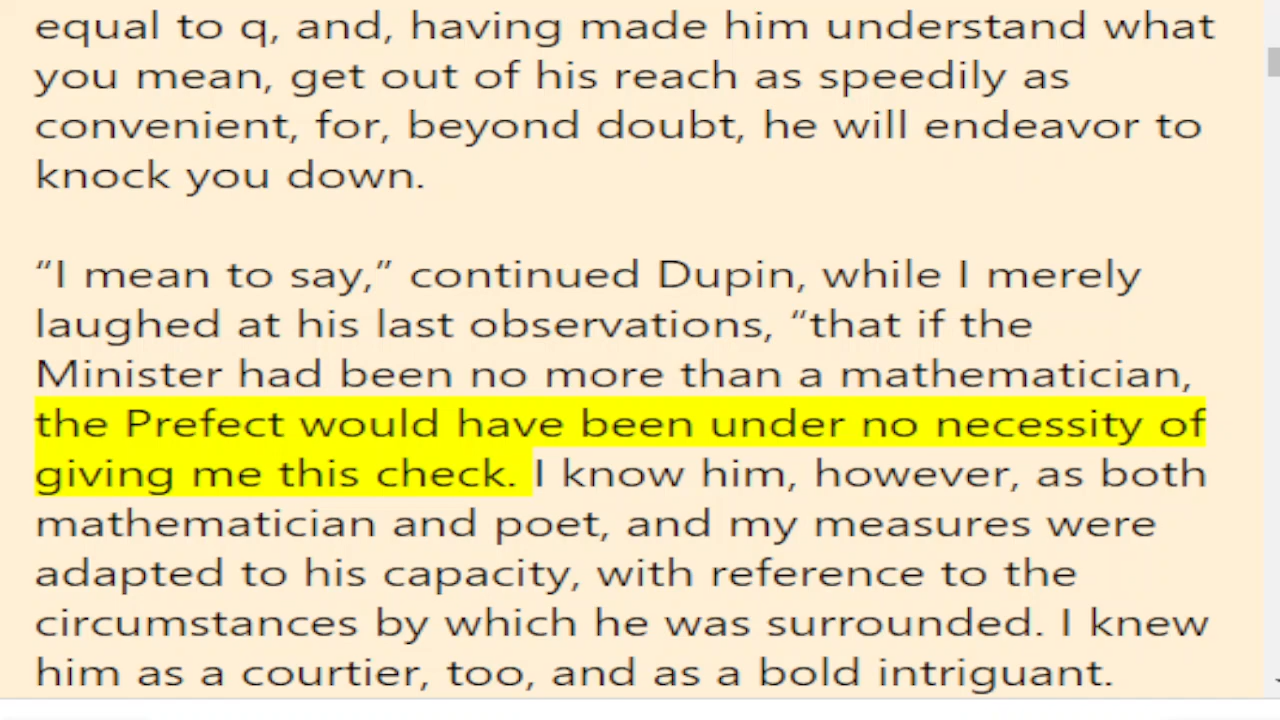 equal to q, and, having made him understand what
you mean, get out of his reach as speedily as
convenient, for, beyond doubt, he will endeavor to
knock you down.
“I mean to say,” continued Dupin, while I merely
laughed at his last observations, “that if the
Minister had been no more than a mathematician,
the Prefect would have been under no necessity of
giving me this check. I know him, however, as both
mathematician and poet, and my measures were
adapted to his capacity, with reference to the
circumstances by which he was surrounded. I knew
him as a courtier, too, and as a bold intriguant.